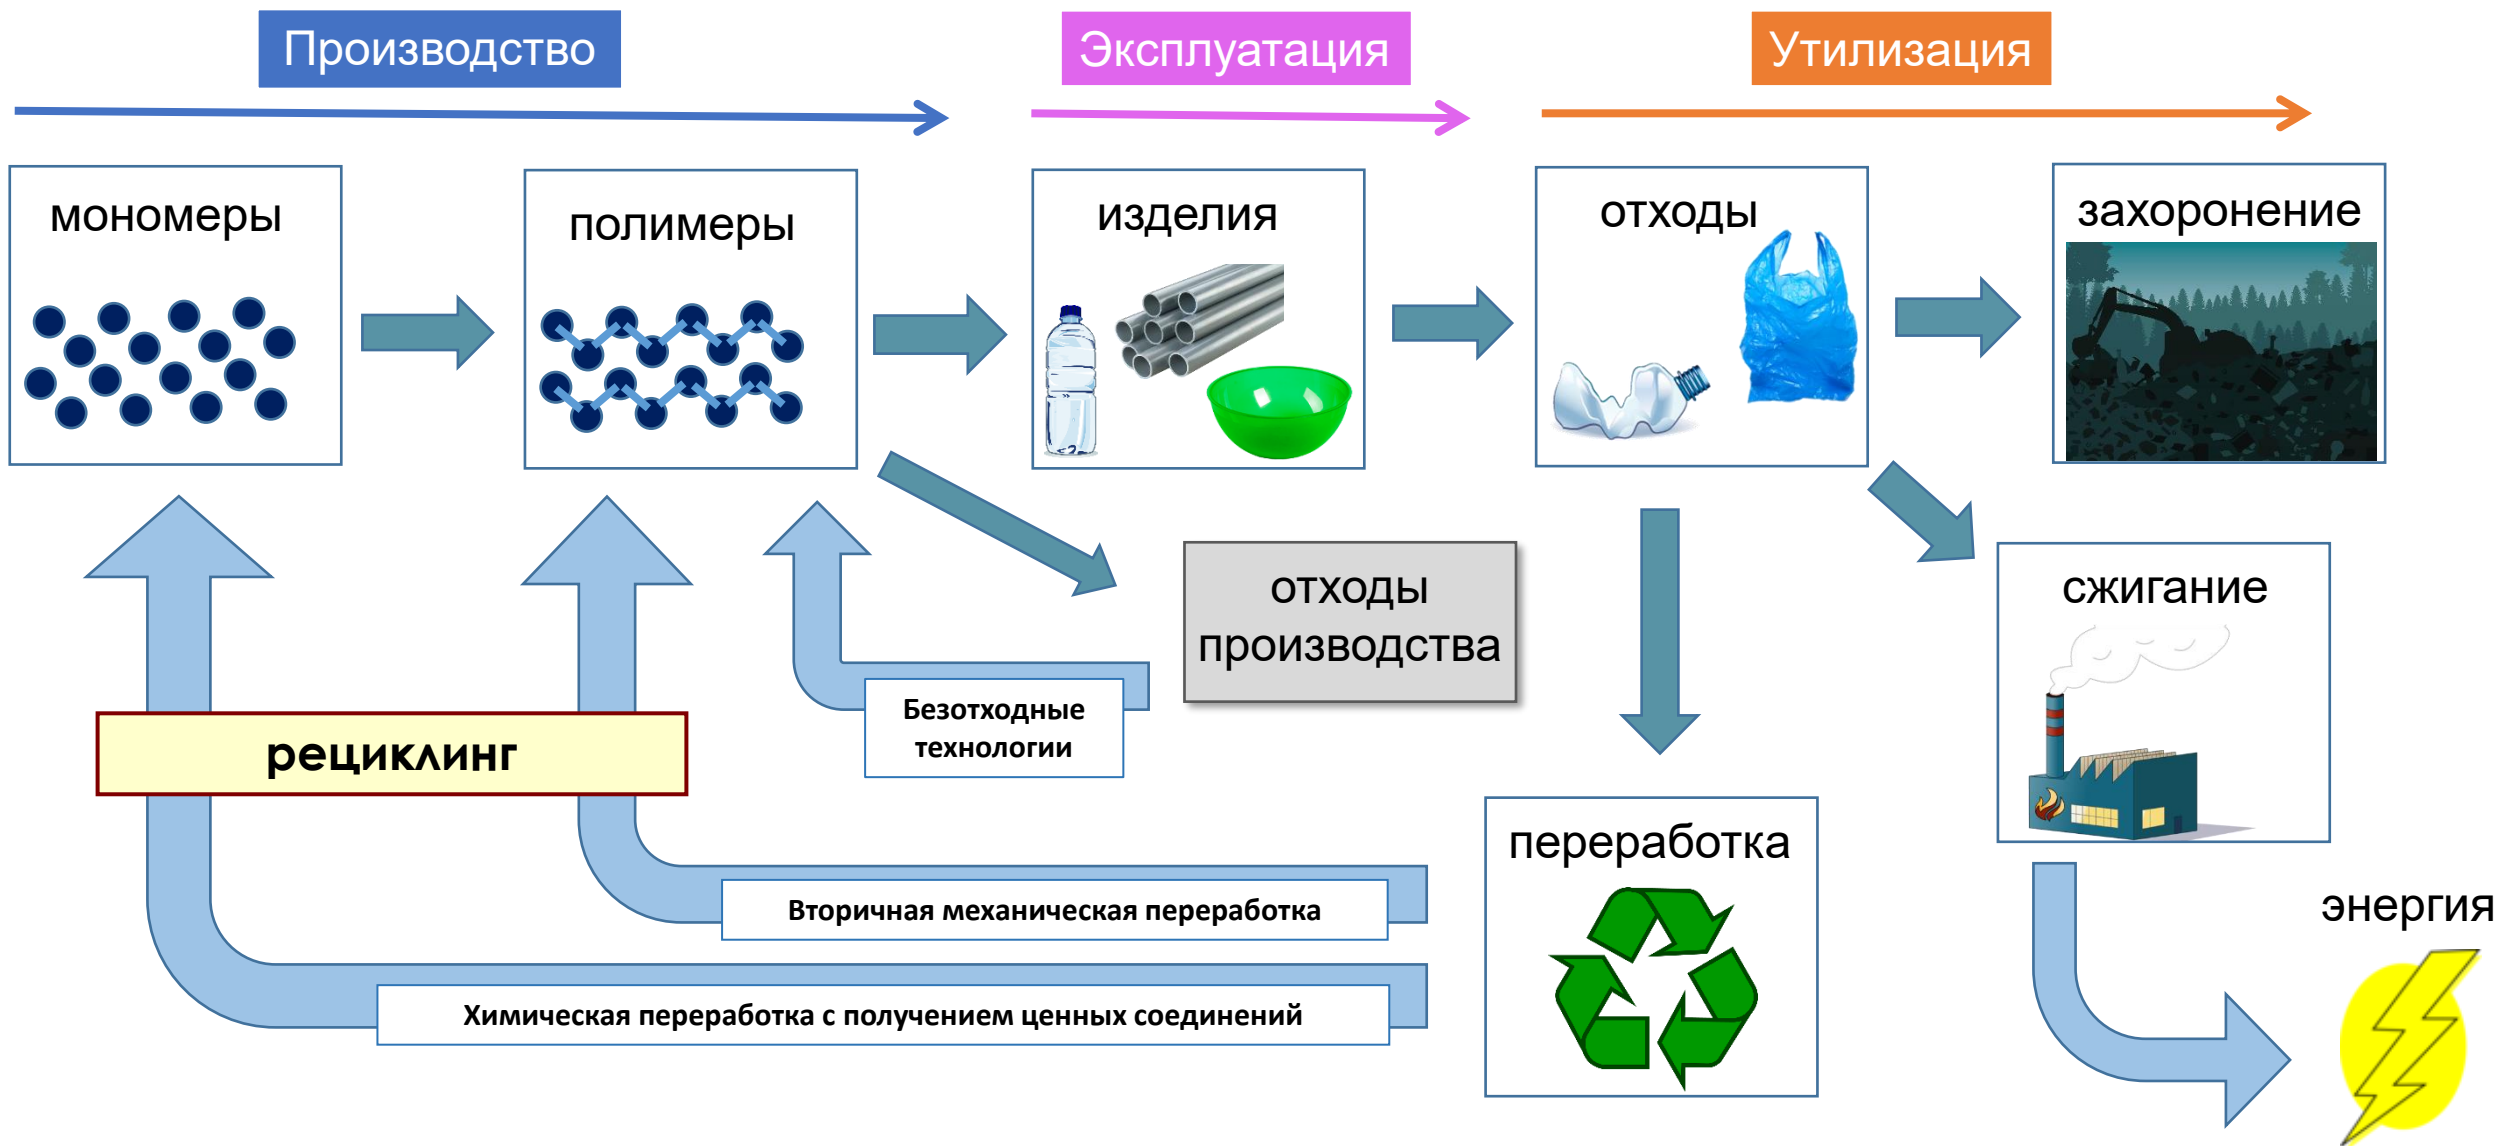 Производство
Эксплуатация
Утилизация
мономеры
полимеры
изделия
отходы
захоронение
отходы
производства
сжигание
Безотходные
технологии
рециклинг
переработка
Вторичная механическая переработка
энергия
Химическая переработка с получением ценных соединений